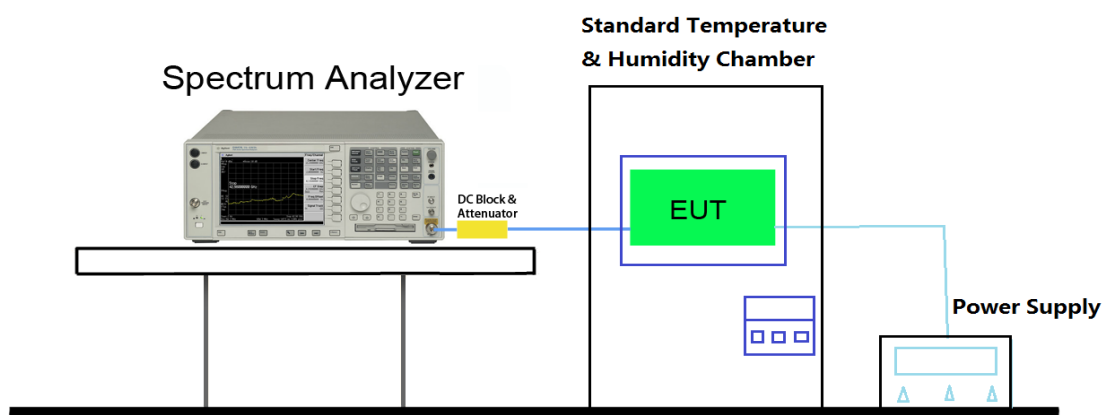 Standard Temperature
& Humidity Chamber
Spectrum Analyzer
DC Block &
Attenuator
EUT
Power Supply